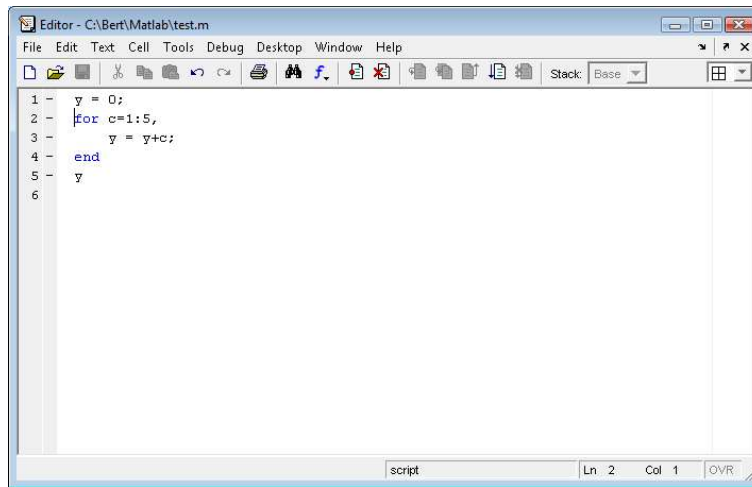 Editor - C:\Bert\Matlab\test.m
File Edit Text Cell Tools Debug Desktop Window Help
Stack: Base
1 - y = 0;
2 - for c=1:5,
3 - y = y+c;
4 - end
5 - y
6
script Ln 2 Col 1 OVR